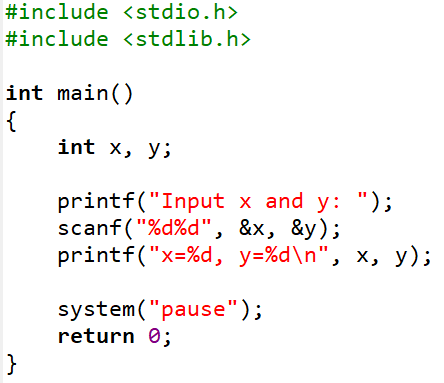 #include <stdio.h>
#include <stdlib.h>
int main()
{
    int x, y;
    printf("Input x and y: ");
    scanf("%d%d", &x, &y);
    printf("x=%d, y=%d\n", x, y);
    system("pause");
    return 0;
}